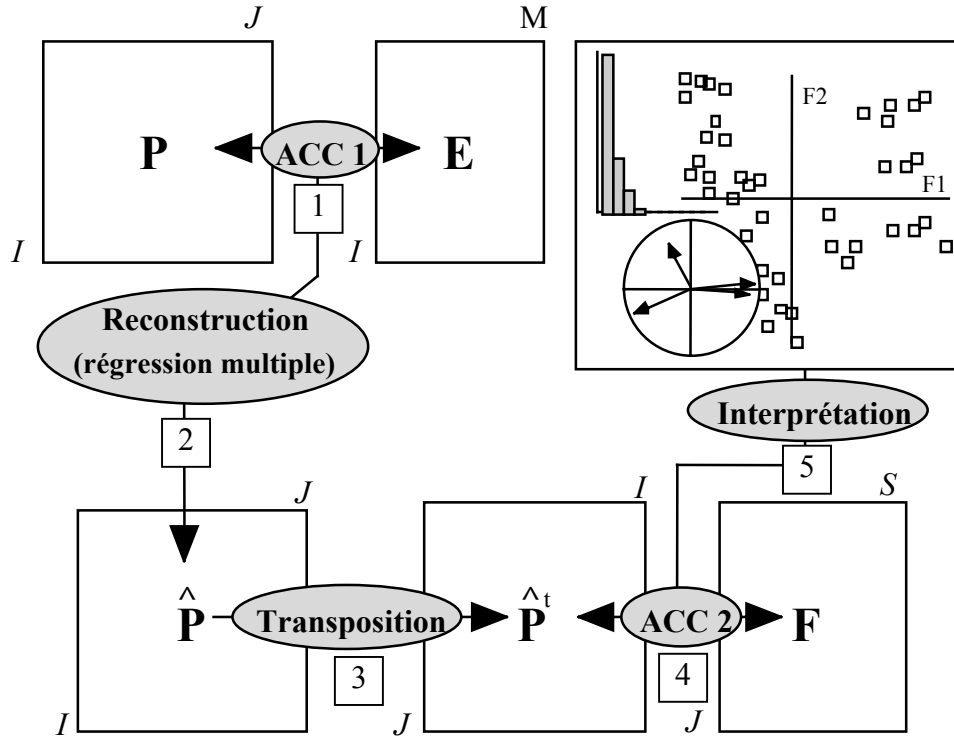 J
M
P
ACC 1
E
1
I
I
F2
F1
Reconstruction
(régression multiple)
2
Interprétation
5
J
I
S
^
P
Transposition
^
P t
ACC 2
F
3
4
I
J
J